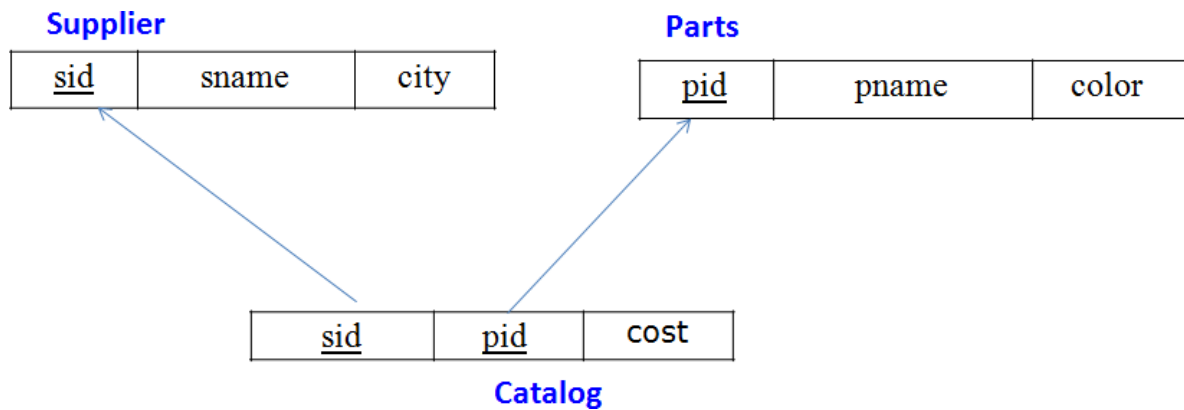 Supplier
Parts
sid sname city
pid pname color
sid pid cost
Catalog